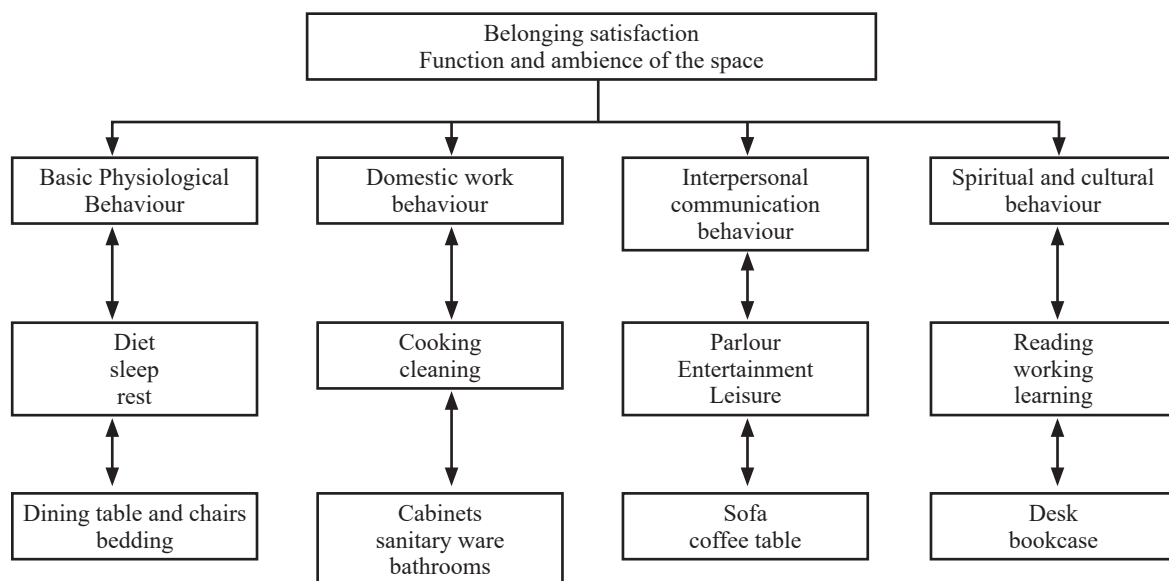 Belonging satisfaction
Function and ambience of the space
Basic Physiological
Behaviour
Domestic work
behaviour
Interpersonal
communication
behaviour
Spiritual and cultural
behaviour
Diet
sleep
rest
Cooking
cleaning
Parlour
Entertainment
Leisure
Reading
working
learning
Dining table and chairs
bedding
Cabinets
sanitary ware
bathrooms
Sofa
coffee table
Desk
bookcase